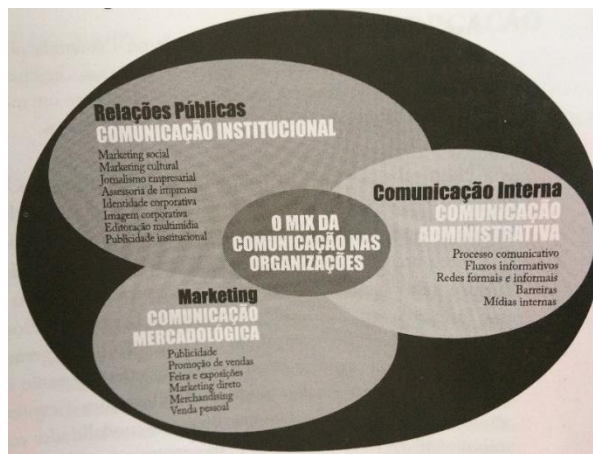 Relações Públicas
COMUNICAÇÃO INSTITUCIONAL
Marketing social
Marketing cultural
Jornalismo empresarial
Assessoria de imprensa
Identidade corporativa
Imagem corporativa
Editoração multimídia
Publicidade institucional
O MIX DA
COMUNICAÇÃO NAS
ORGANIZAÇÕES
Comunicação Interna
COMUNICAÇÃO
ADMINISTRATIVA
Processo comunicativo
Fluxos informativos
Redes formais e informais
Barreiras
Mídias internas
Marketing
COMUNICAÇÃO
MERCADOLÓGICA
Publicidade
Promoção de vendas
Feira e exposições
Marketing direto
Merchandising
Venda pessoal